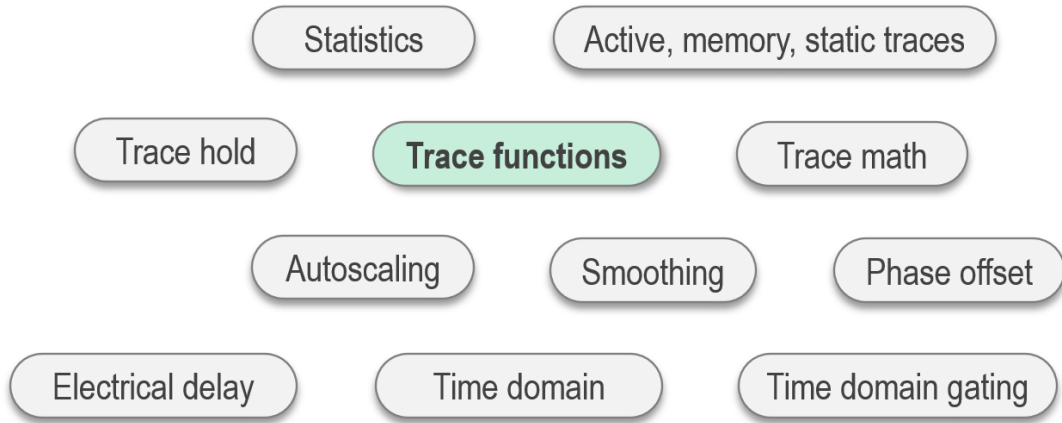 Statistics
Active, memory, static traces
Trace hold
Trace functions
Trace math
Autoscaling
Smoothing
Phase offset
Electrical delay
Time domain
Time domain gating